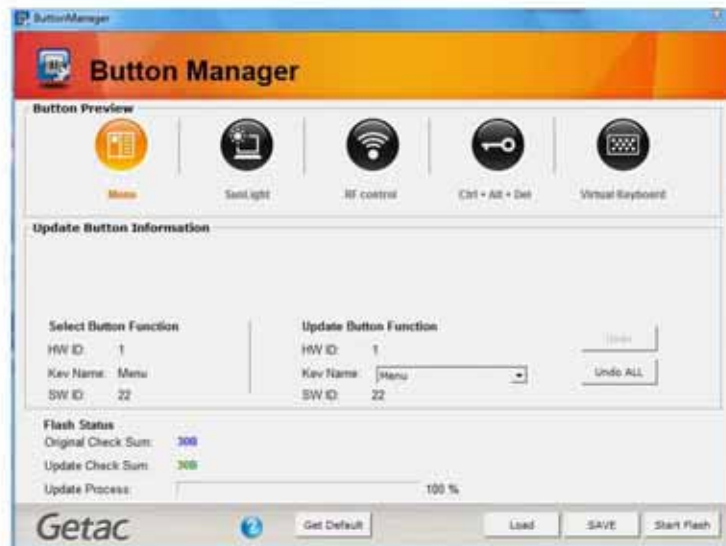 ButtonManager
Button Manager
Button Preview
Menu
SunLight
RF control
Ctrl + Alt + Del
Virtual Keyboard
Update Button Information
Select Button Function
HW ID: 1
Key Name: Menu
SW ID: 22
Update Button Function
HW ID: 1
Key Name: Menu
SW ID: 22
Undo
Undo ALL
Flash Status
Original Check Sum: 30B
Update Check Sum: 30B
Update Process: 100 %
Getac
?
Get Default
Load
SAVE
Start Flash